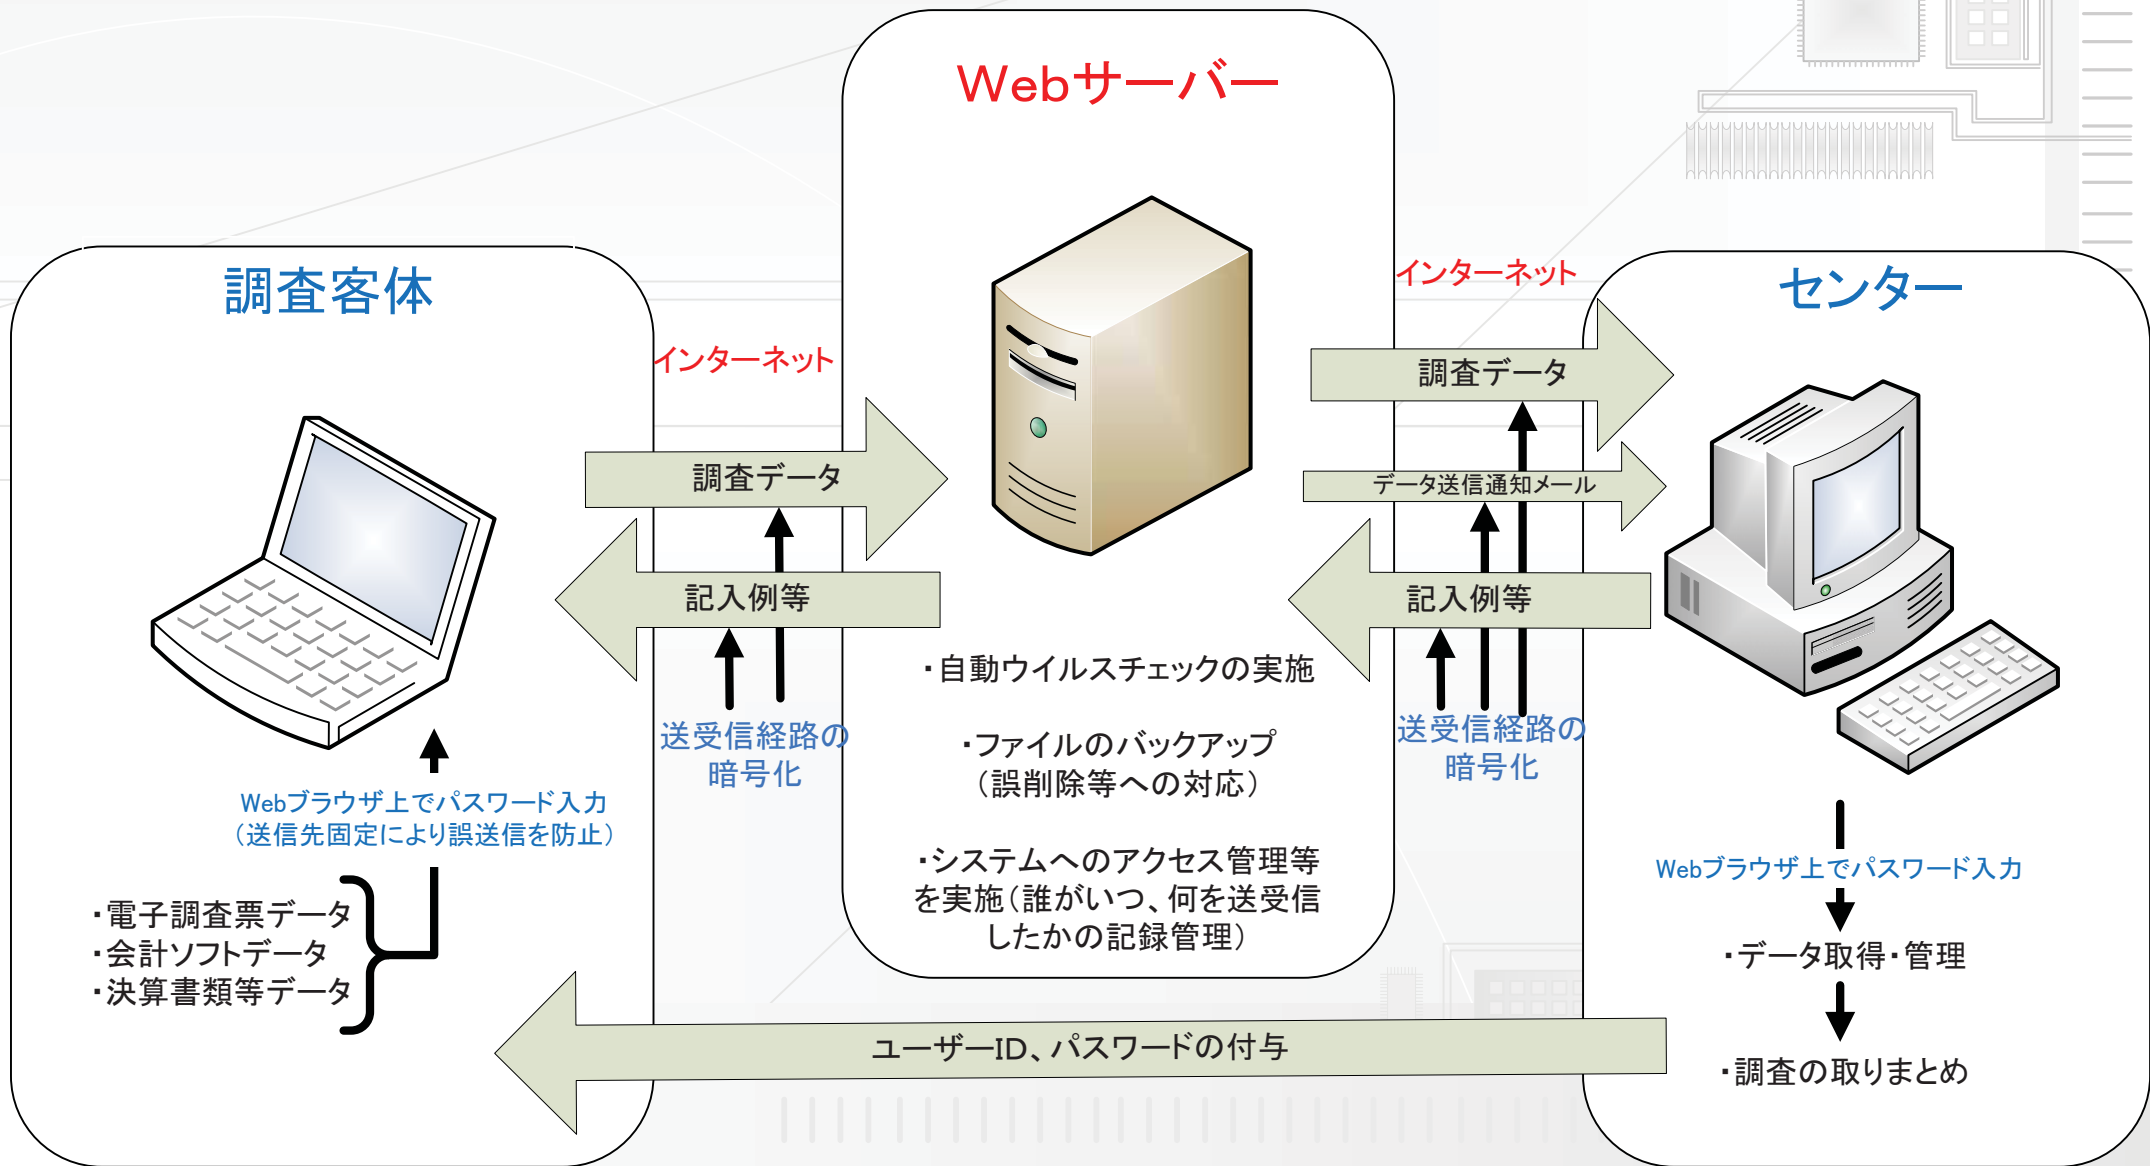 Webサーバー
調査客体
インターネット
インターネット
センター
調査データ
調査データ
データ送信通知メール
記入例等
記入例等
送受信経路の
暗号化
・自動ウイルスチェックの実施
・ファイルのバックアップ
（誤削除等への対応）
・システムへのアクセス管理等
を実施（誰がいつ、何を送受信
したかの記録管理）
送受信経路の
暗号化
Webブラウザ上でパスワード入力
（送信先固定により誤送信を防止）
・電子調査票データ
・会計ソフトデータ
・決算書類等データ
Webブラウザ上でパスワード入力
・データ取得・管理
・調査の取りまとめ
ユーザーID、パスワードの付与